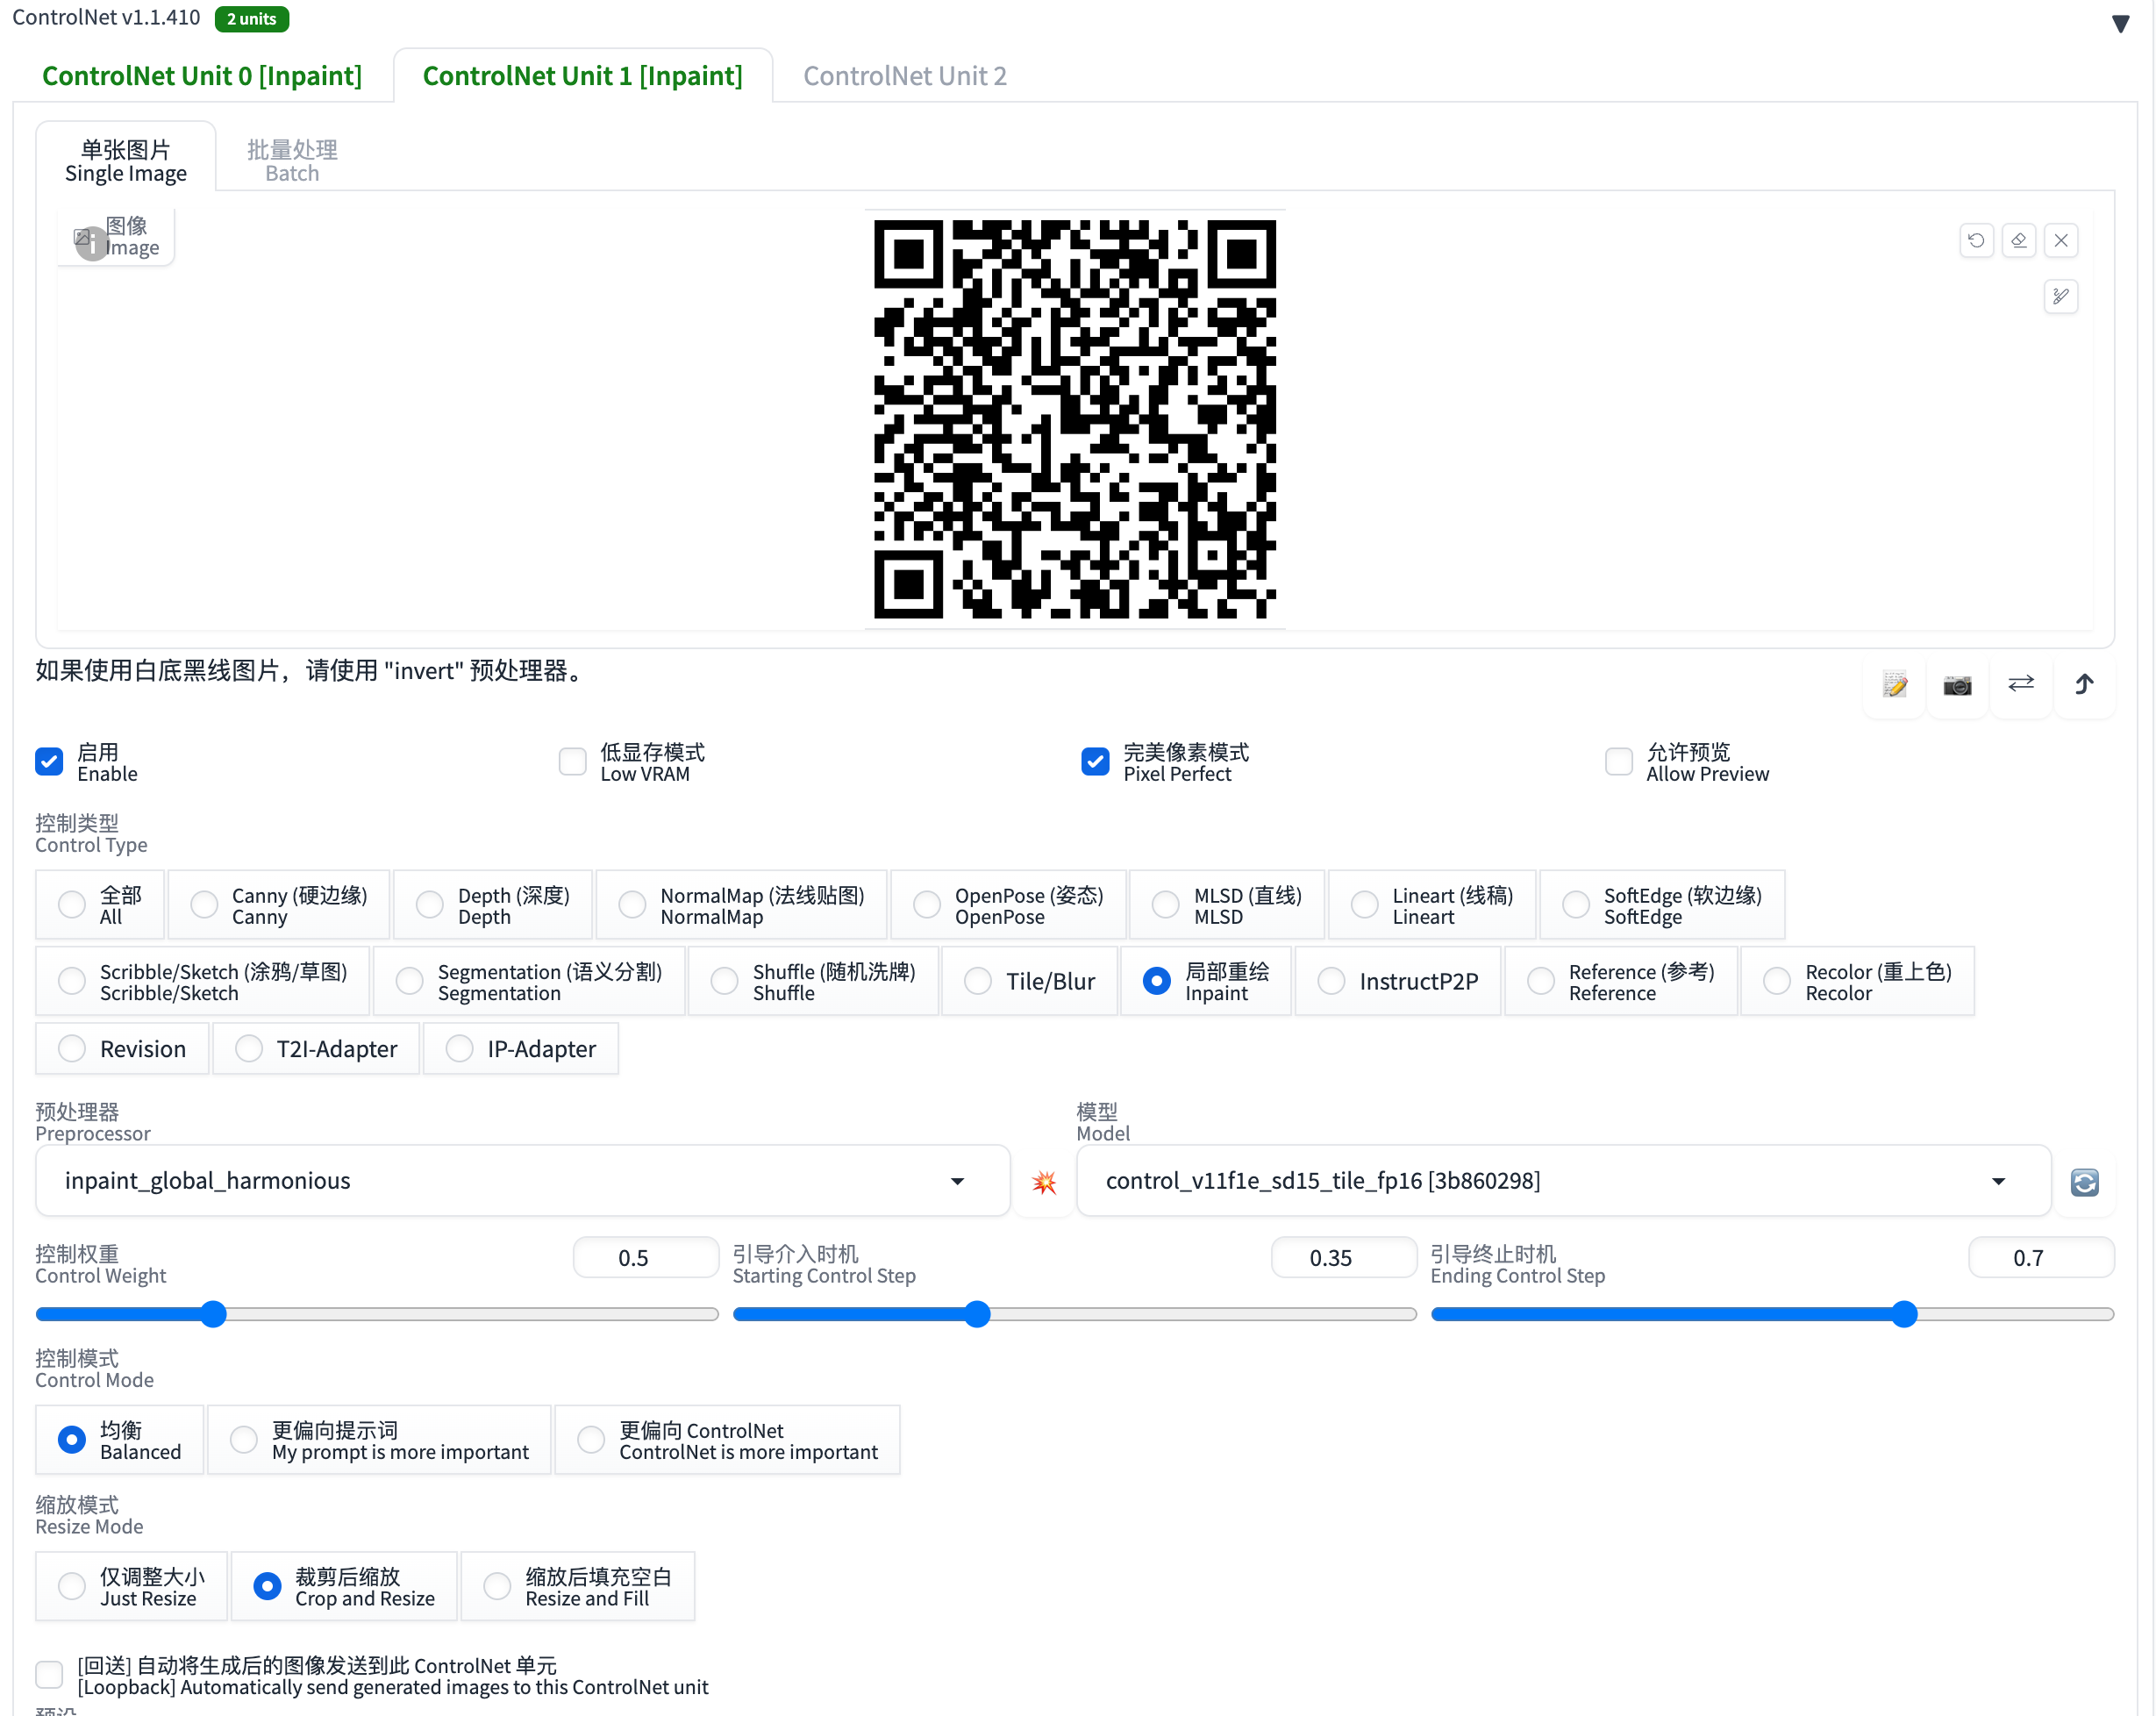 ControlNet v1.1.410 2 units
ControlNet Unit 0 [Inpaint] ControlNet Unit 1 [Inpaint] ControlNet Unit 2
单张图片 批量处理
Single Image Batch
图像
Image
如果使用白底黑线图片，请使用 "invert" 预处理器。
启用 低显存模式 完美像素模式 允许预览
Enable Low VRAM Pixel Perfect Allow Preview
控制类型
Control Type
全部 Canny (硬边缘) Depth (深度) NormalMap (法线贴图) OpenPose (姿态) MLSD (直线) Lineart (线稿) SoftEdge (软边缘)
All Canny Depth NormalMap OpenPose MLSD Lineart SoftEdge
Scribble/Sketch (涂鸦/草图) Segmentation (语义分割) Shuffle (随机洗牌) Tile/Blur 局部重绘 InstructP2P Reference (参考) Recolor (重上色)
Scribble/Sketch Segmentation Shuffle Inpaint Reference Recolor
Revision T2I-Adapter IP-Adapter
预处理器 模型
Preprocessor Model
inpaint_global_harmonious control_v11f1e_sd15_tile_fp16 [3b860298]
控制权重 0.5 引导介入时机 0.35 引导终止时机 0.7
Control Weight Starting Control Step Ending Control Step
控制模式
Control Mode
均衡 更偏向提示词 更偏向 ControlNet
Balanced My prompt is more important ControlNet is more important
缩放模式
Resize Mode
仅调整大小 裁剪后缩放 缩放后填充空白
Just Resize Crop and Resize Resize and Fill
[回送] 自动将生成后的图像发送到此 ControlNet 单元
[Loopback] Automatically send generated images to this ControlNet unit